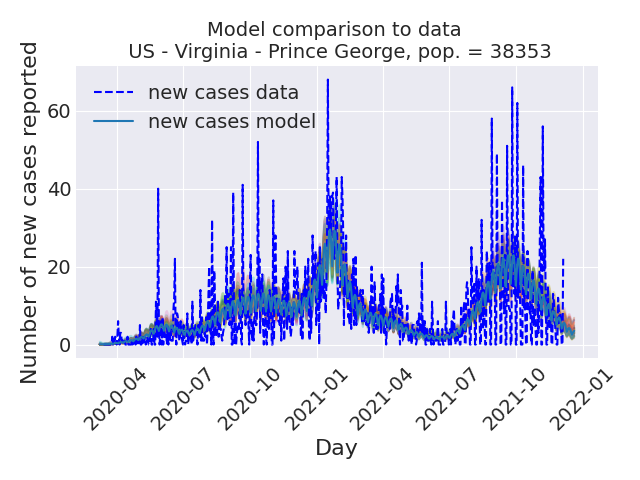 Model comparison to data
US - Virginia - Prince George, pop. = 38353
Number of new cases reported
60
40
20
0
new cases data
new cases model
2020-04
2020-07
2020-10
2021-01
2021-04
2021-07
2021-10
2022-01
Day